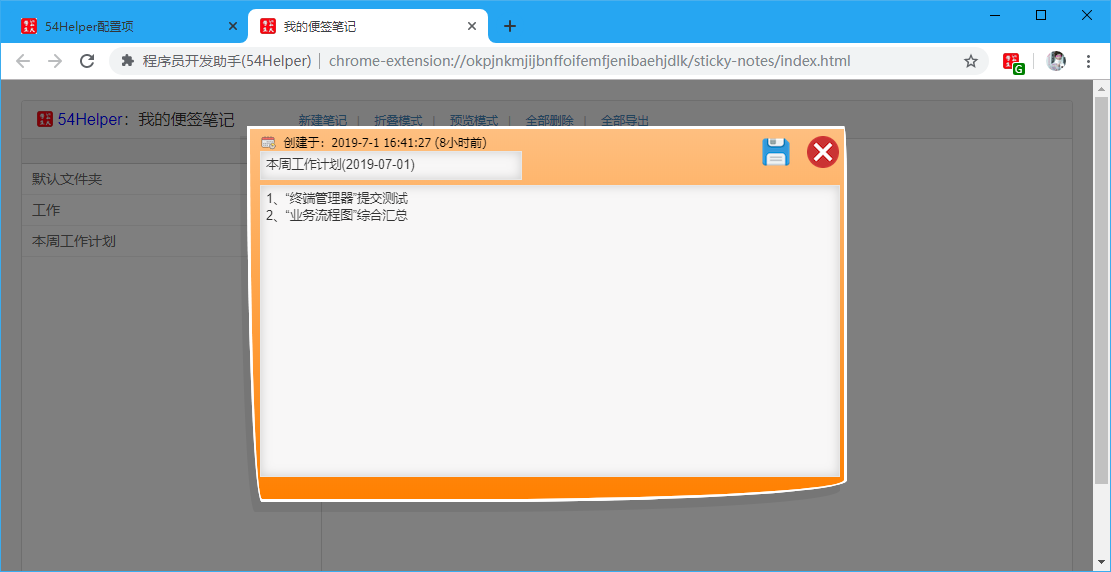 54Helper配置项
我的便签笔记
程序员开发助手(54Helper) | chrome-extension://okpjnkmjijbnffoifemfjenibaehjdlk/sticky-notes/index.html
G
54Helper：我的便签笔记
新建笔记 | 折叠模式 | 预览模式 | 全部删除 | 全部导出
默认文件夹
工作
本周工作计划
创建于：2019-7-1 16:41:27 (8小时前)
本周工作计划(2019-07-01)
1、“终端管理器”提交测试
2、“业务流程图”综合汇总